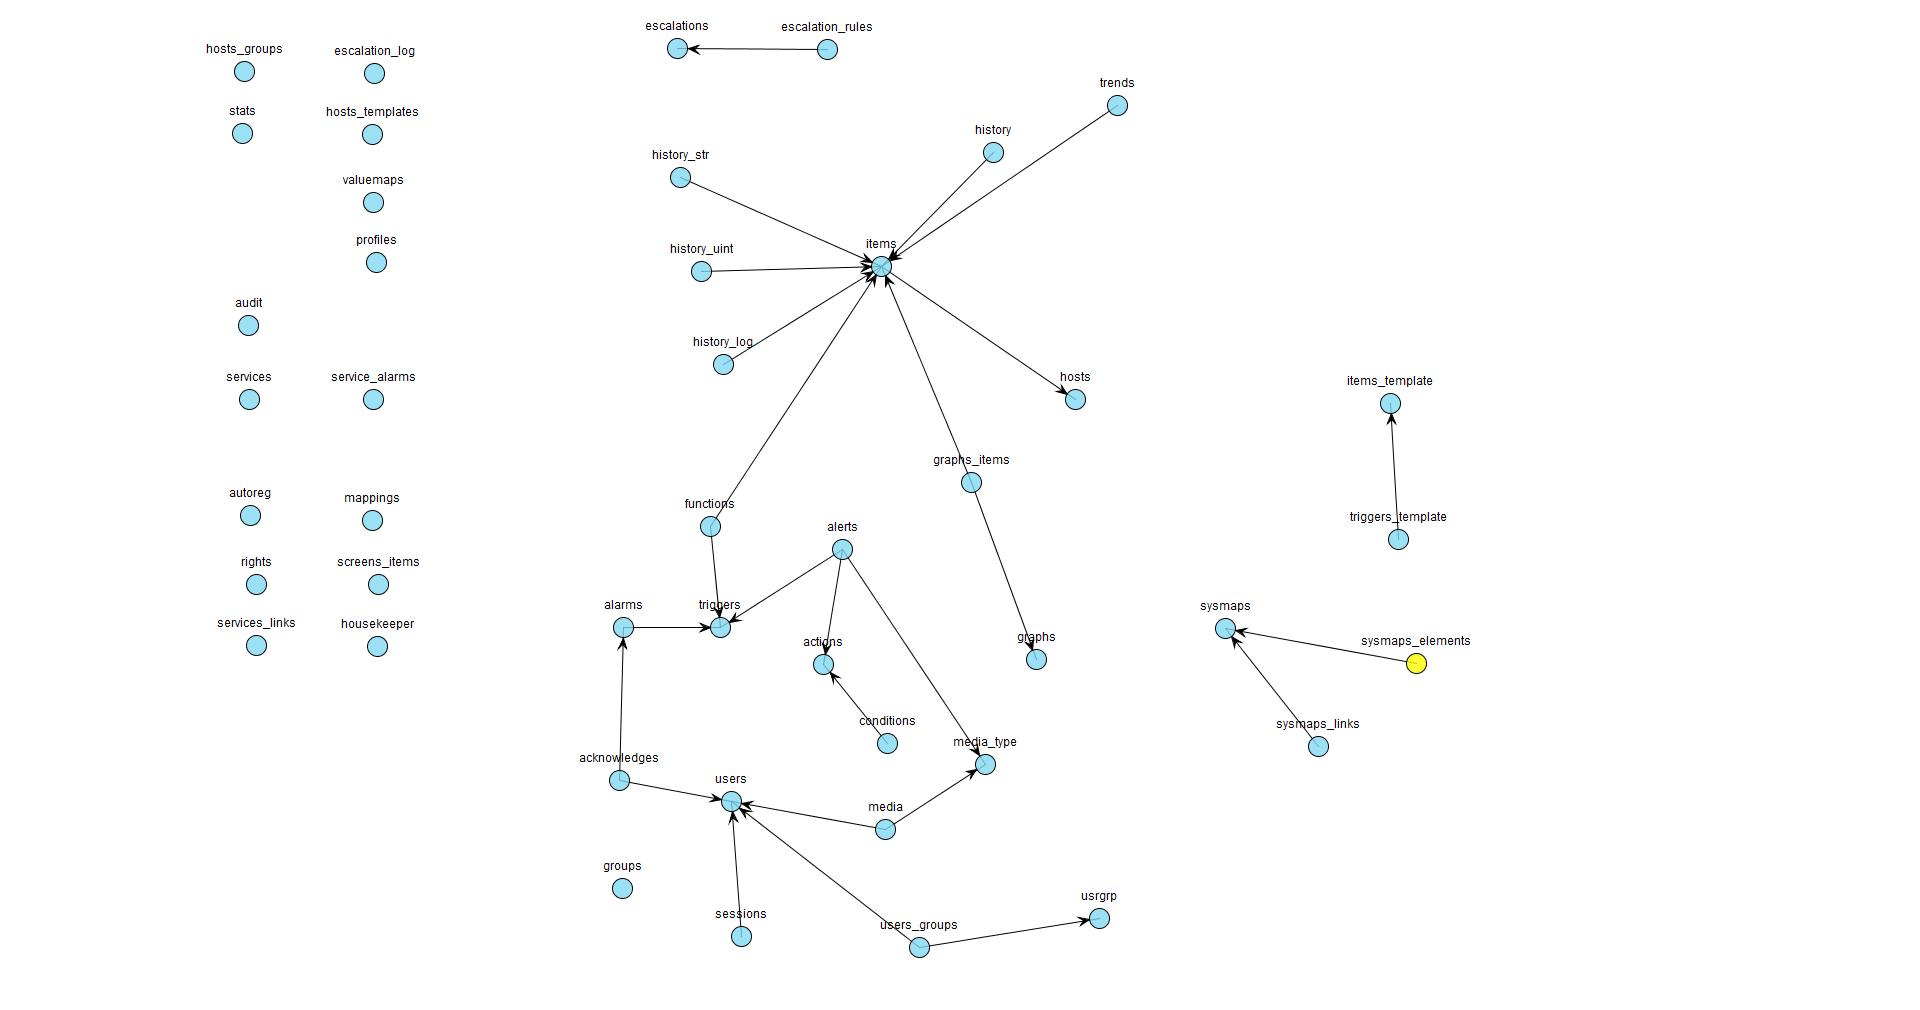 escalations
escalation_rules
hosts_groups
escalation_log
trends
stats
hosts_templates
history
history_str
valuemaps
profiles
items
history_uint
audit
history_log
services
service_alarms
hosts
items_template
graphs_items
autoreg
mappings
functions
triggers_template
alerts
rights
screens_items
alarms
triggers
sysmaps
services_links
housekeeper
actions
graphs
sysmaps_elements
conditions
sysmaps_links
media_type
acknowledges
users
media
groups
usrgrp
sessions
users_groups